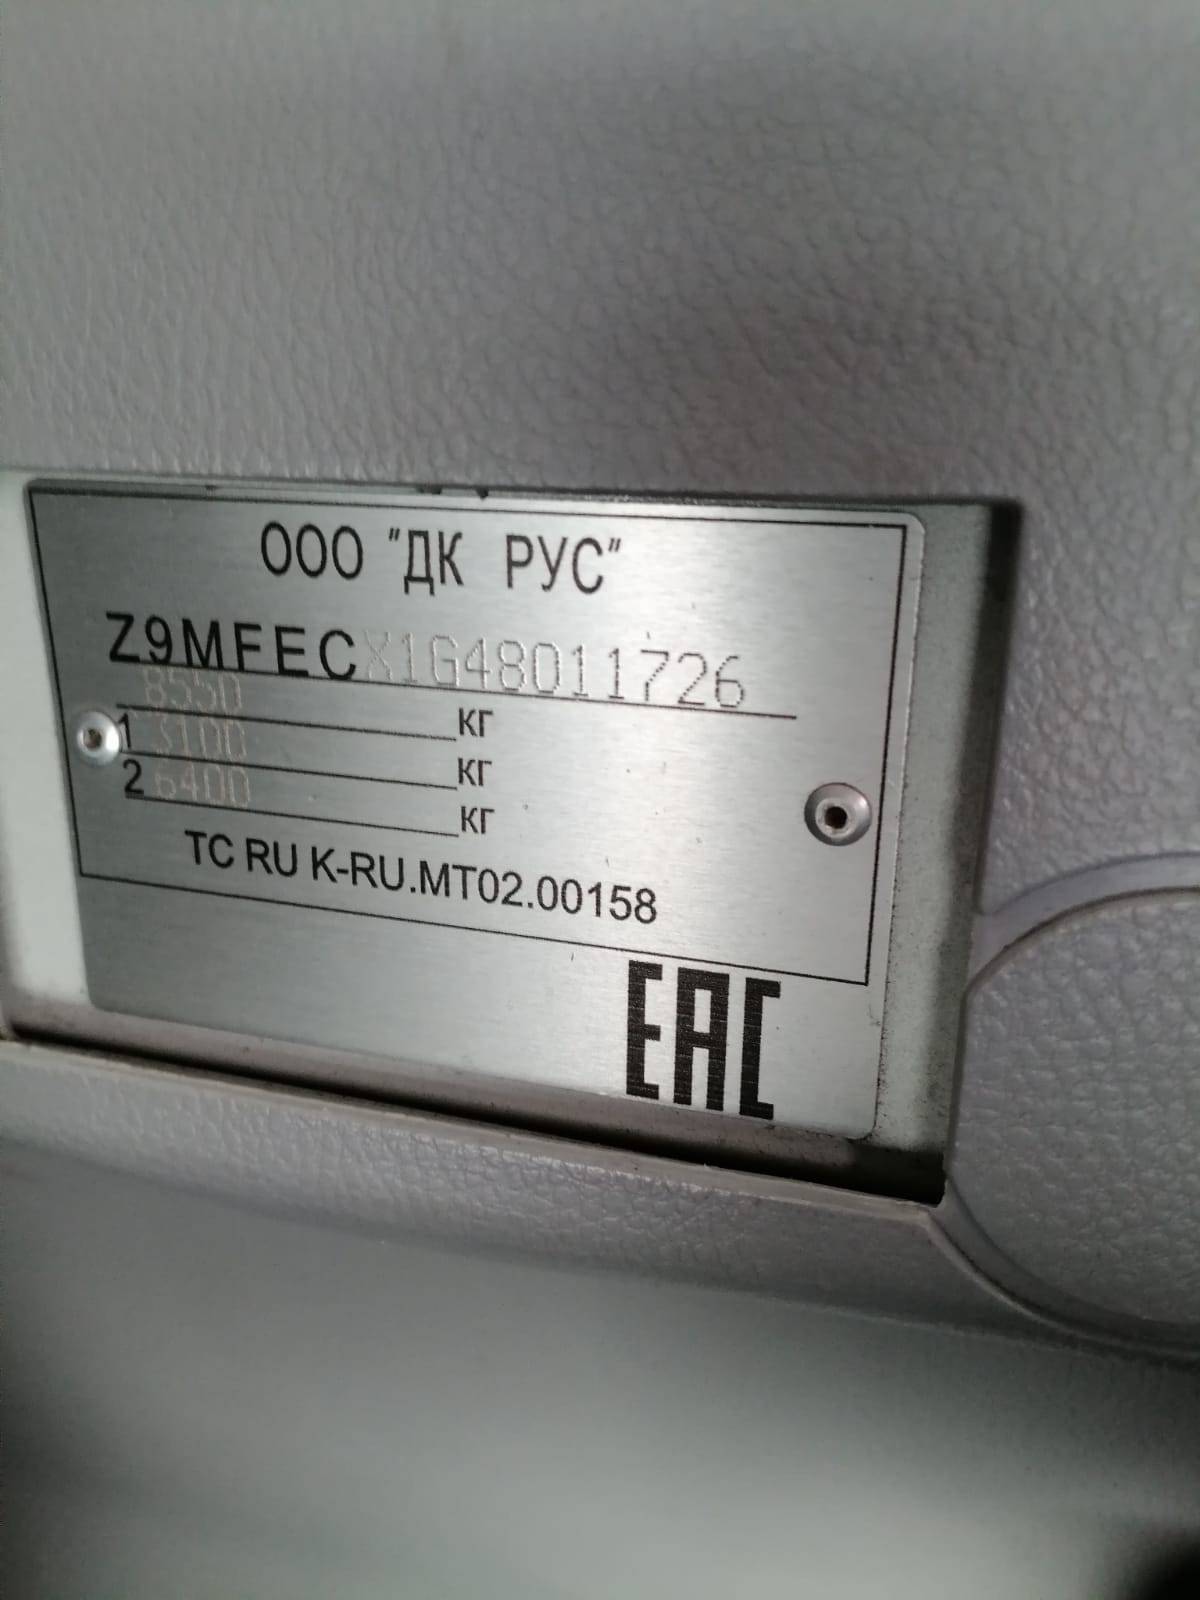 ООО "ДК РУС"
Z9MFECX1G48011726
8550 кг
1 3100 кг
2 6400 кг
TC RU K-RU.MT02.00158
EAC